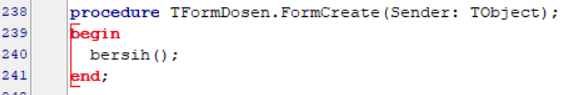 238 procedure TFormDosen.FormCreate(Sender: TObject);
239 begin
240 bersih();
241 end;